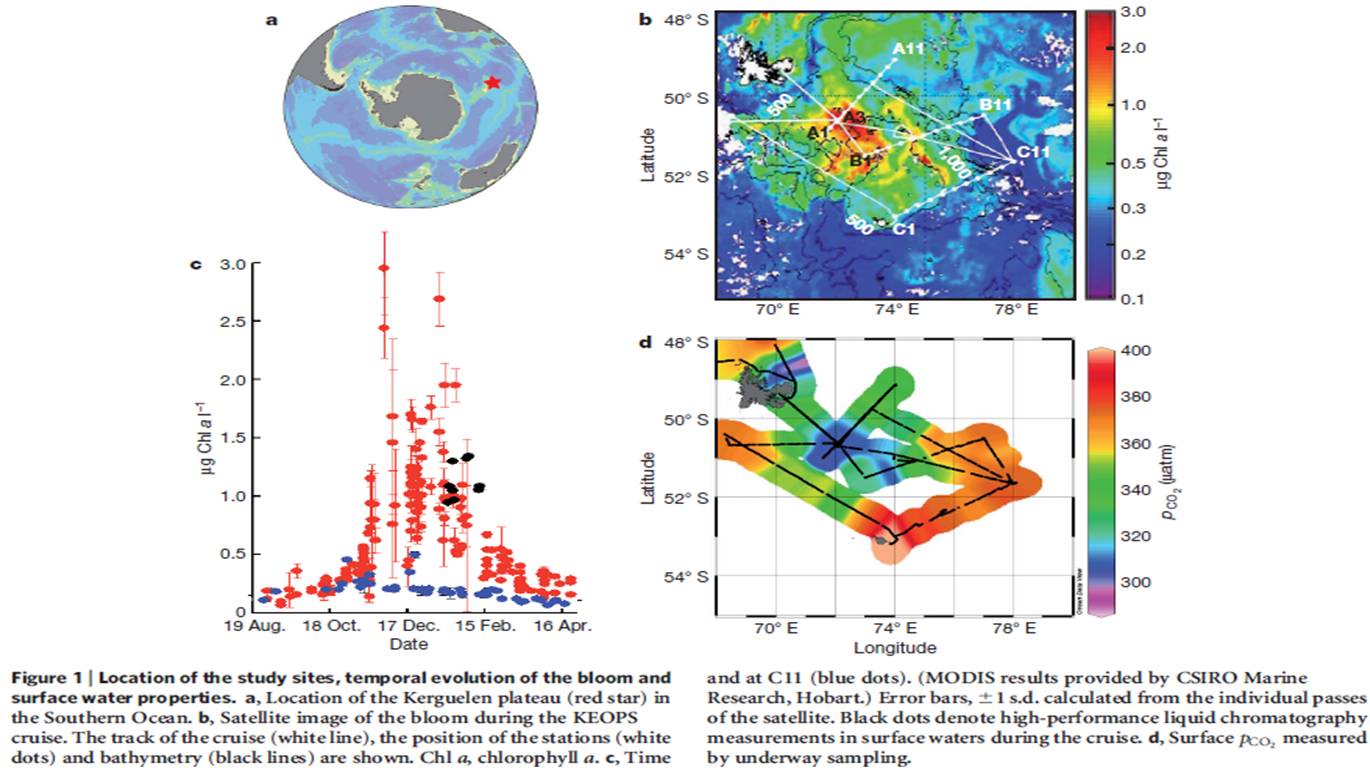 a
b
48° S
50° S
52° S
54° S
Latitude
70° E
74° E
78° E
A11
500
A3
A1
B1
B11
C11
1,000
500
C1
3.0
2.0
1.0
0.5
0.3
0.2
0.1
µg Chl a l⁻¹
c
3.0
2.5
2.0
1.5
1.0
0.5
0
µg Chl a l⁻¹
19 Aug. 18 Oct. 17 Dec. 15 Feb. 16 Apr.
Date
d
48° S
50° S
52° S
54° S
Latitude
70° E
74° E
78° E
Longitude
Ocean Data View
400
380
360
340
320
300
pCO₂ (µatm)
Figure 1 | Location of the study sites, temporal evolution of the bloom and
surface water properties. a, Location of the Kerguelen plateau (red star) in
the Southern Ocean. b, Satellite image of the bloom during the KEOPS
cruise. The track of the cruise (white line), the position of the stations (white
dots) and bathymetry (black lines) are shown. Chl a, chlorophyll a. c, Time
and at C11 (blue dots). (MODIS results provided by CSIRO Marine
Research, Hobart.) Error bars, ±1 s.d. calculated from the individual passes
of the satellite. Black dots denote high-performance liquid chromatography
measurements in surface waters during the cruise. d, Surface pCO₂ measured
by underway sampling.